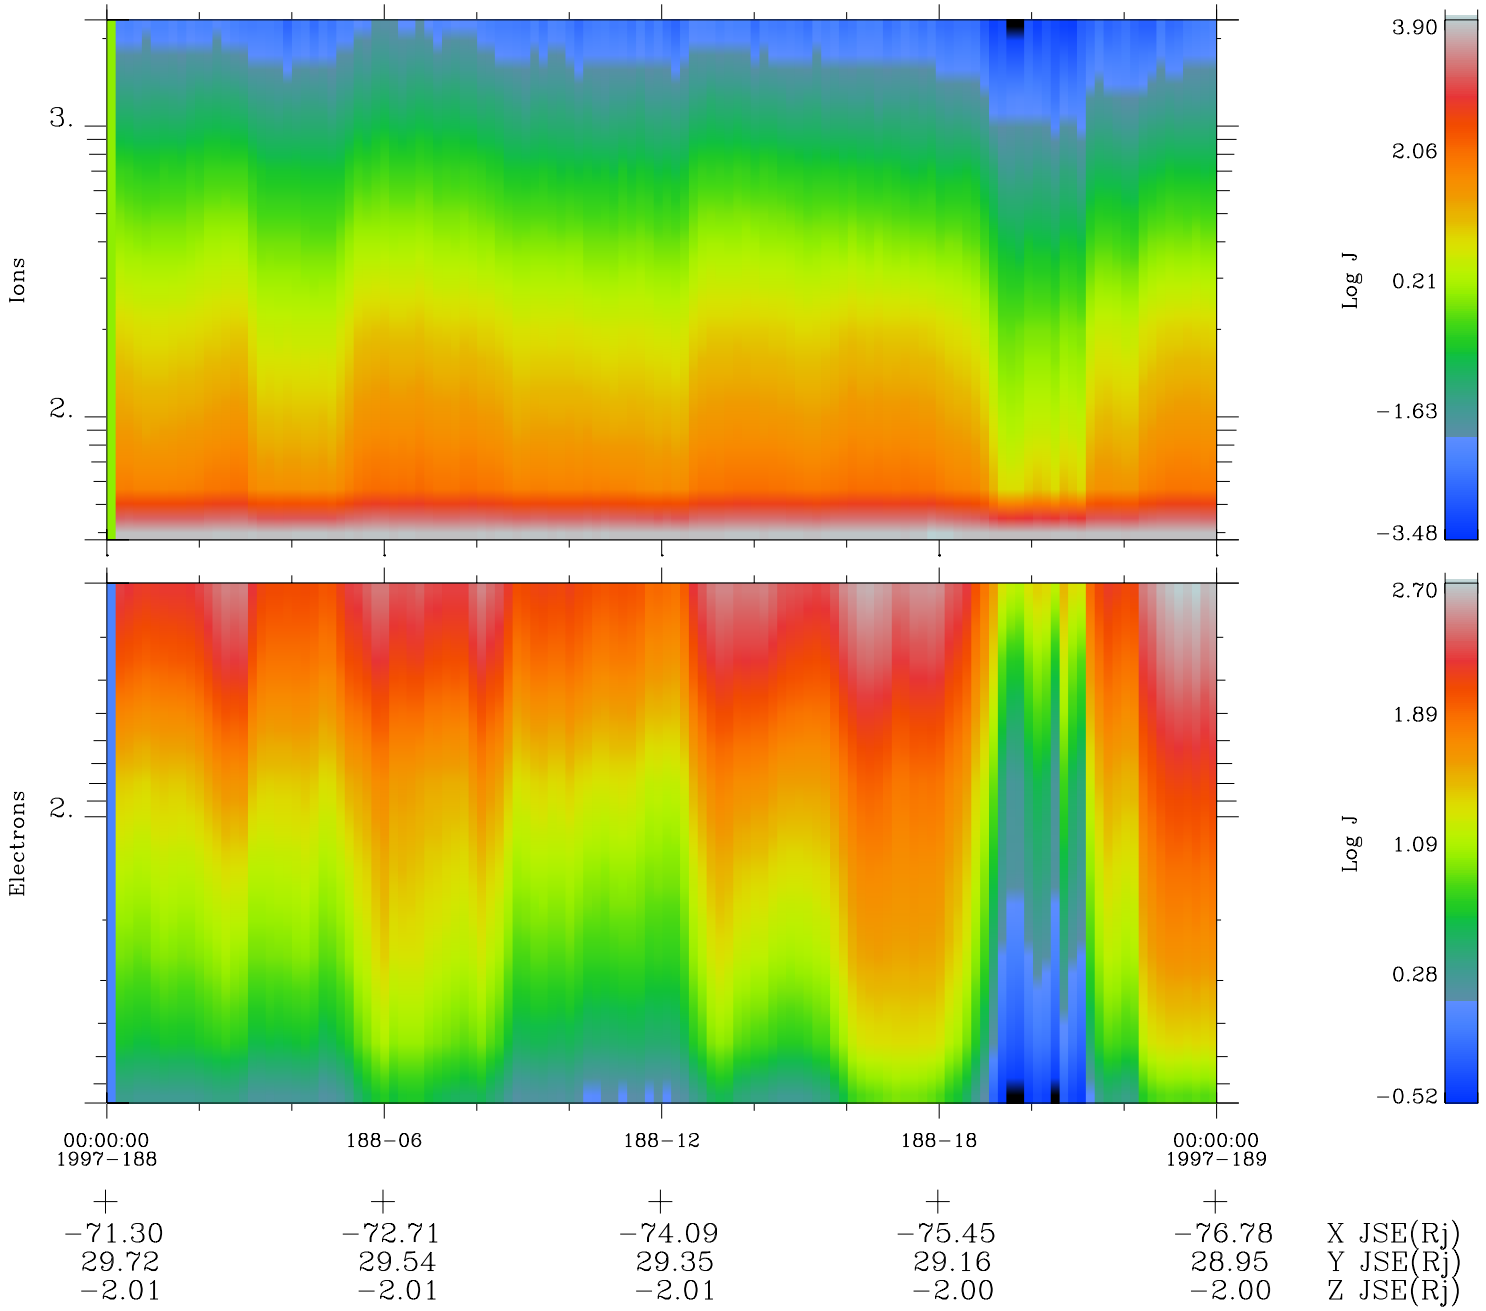 3.
2.
Ions
3.90
2.06
0.21
−1.63
−3.48
Log J
2.
Electrons
2.70
1.89
1.09
0.28
−0.52
Log J
00:00:00 188−06 188−12 188−18 00:00:00
1997−188 1997−189
−71.30 −72.71 −74.09 −75.45 −76.78 X JSE(Rj)
29.72 29.54 29.35 29.16 28.95 Y JSE(Rj)
−2.01 −2.01 −2.01 −2.00 −2.00 Z JSE(Rj)